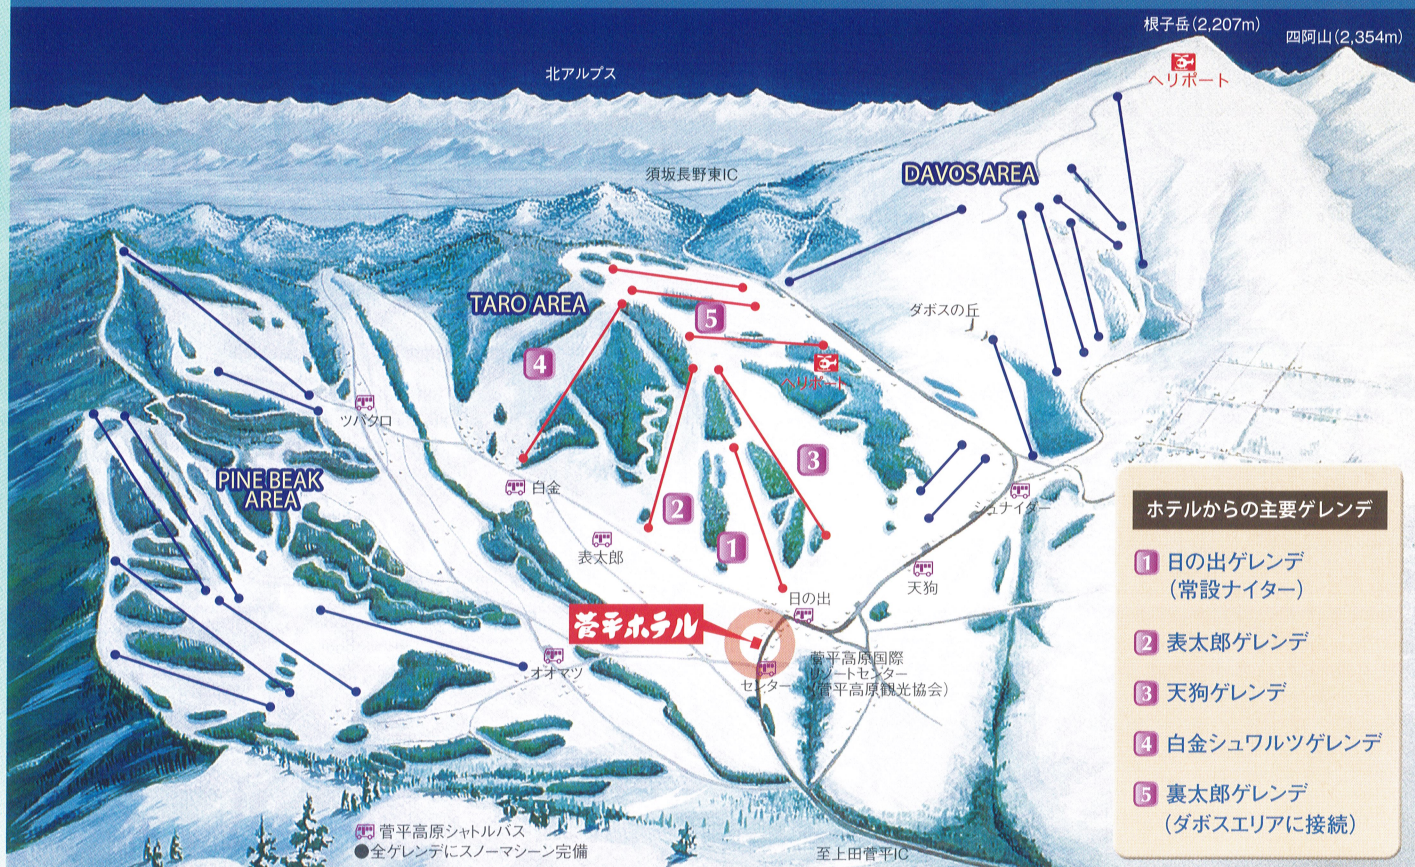 根子岳(2,207m)
四阿山(2,354m)
北アルプス
ヘリポート
須坂長野東IC
DAVOS AREA
TARO AREA
ダボスの丘
5
4
ヘリポート
ツバクロ
3
PINE BEAK
AREA
白金
2
シュナイダー
表太郎
1
天狗
日の出
菅平ホテル
オオマツ
センター
菅平高原国際
リゾートセンター
(菅平高原観光協会)
菅平高原シャトルバス
●全ゲレンデにスノーマシーン完備
至上田菅平IC
ホテルからの主要ゲレンデ
1 日の出ゲレンデ
(常設ナイター)
2 表太郎ゲレンデ
3 天狗ゲレンデ
4 白金シュワルツゲレンデ
5 裏太郎ゲレンデ
(ダボスエリアに接続)